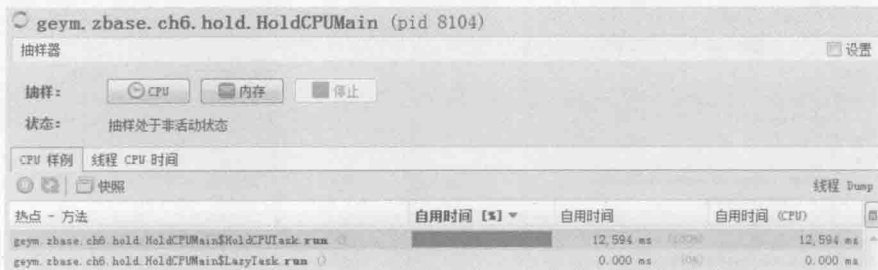 geym.zbase.ch6.hold.HoldCPUMain (pid 8104)
抽样器 设置
抽样： CPU 内存 停止
状态： 抽样处于非活动状态
CPU 样例 线程 CPU 时间
快照 线程 Dump
热点 - 方法 自用时间 [%] 自用时间 自用时间 (CPU)
geym.zbase.ch6.hold.HoldCPUMain$HoldCPUTask.run () 12,594 ms (100%) 12,594 ms
geym.zbase.ch6.hold.HoldCPUMain$LazyTask.run () 0.000 ms (0%) 0.000 ms